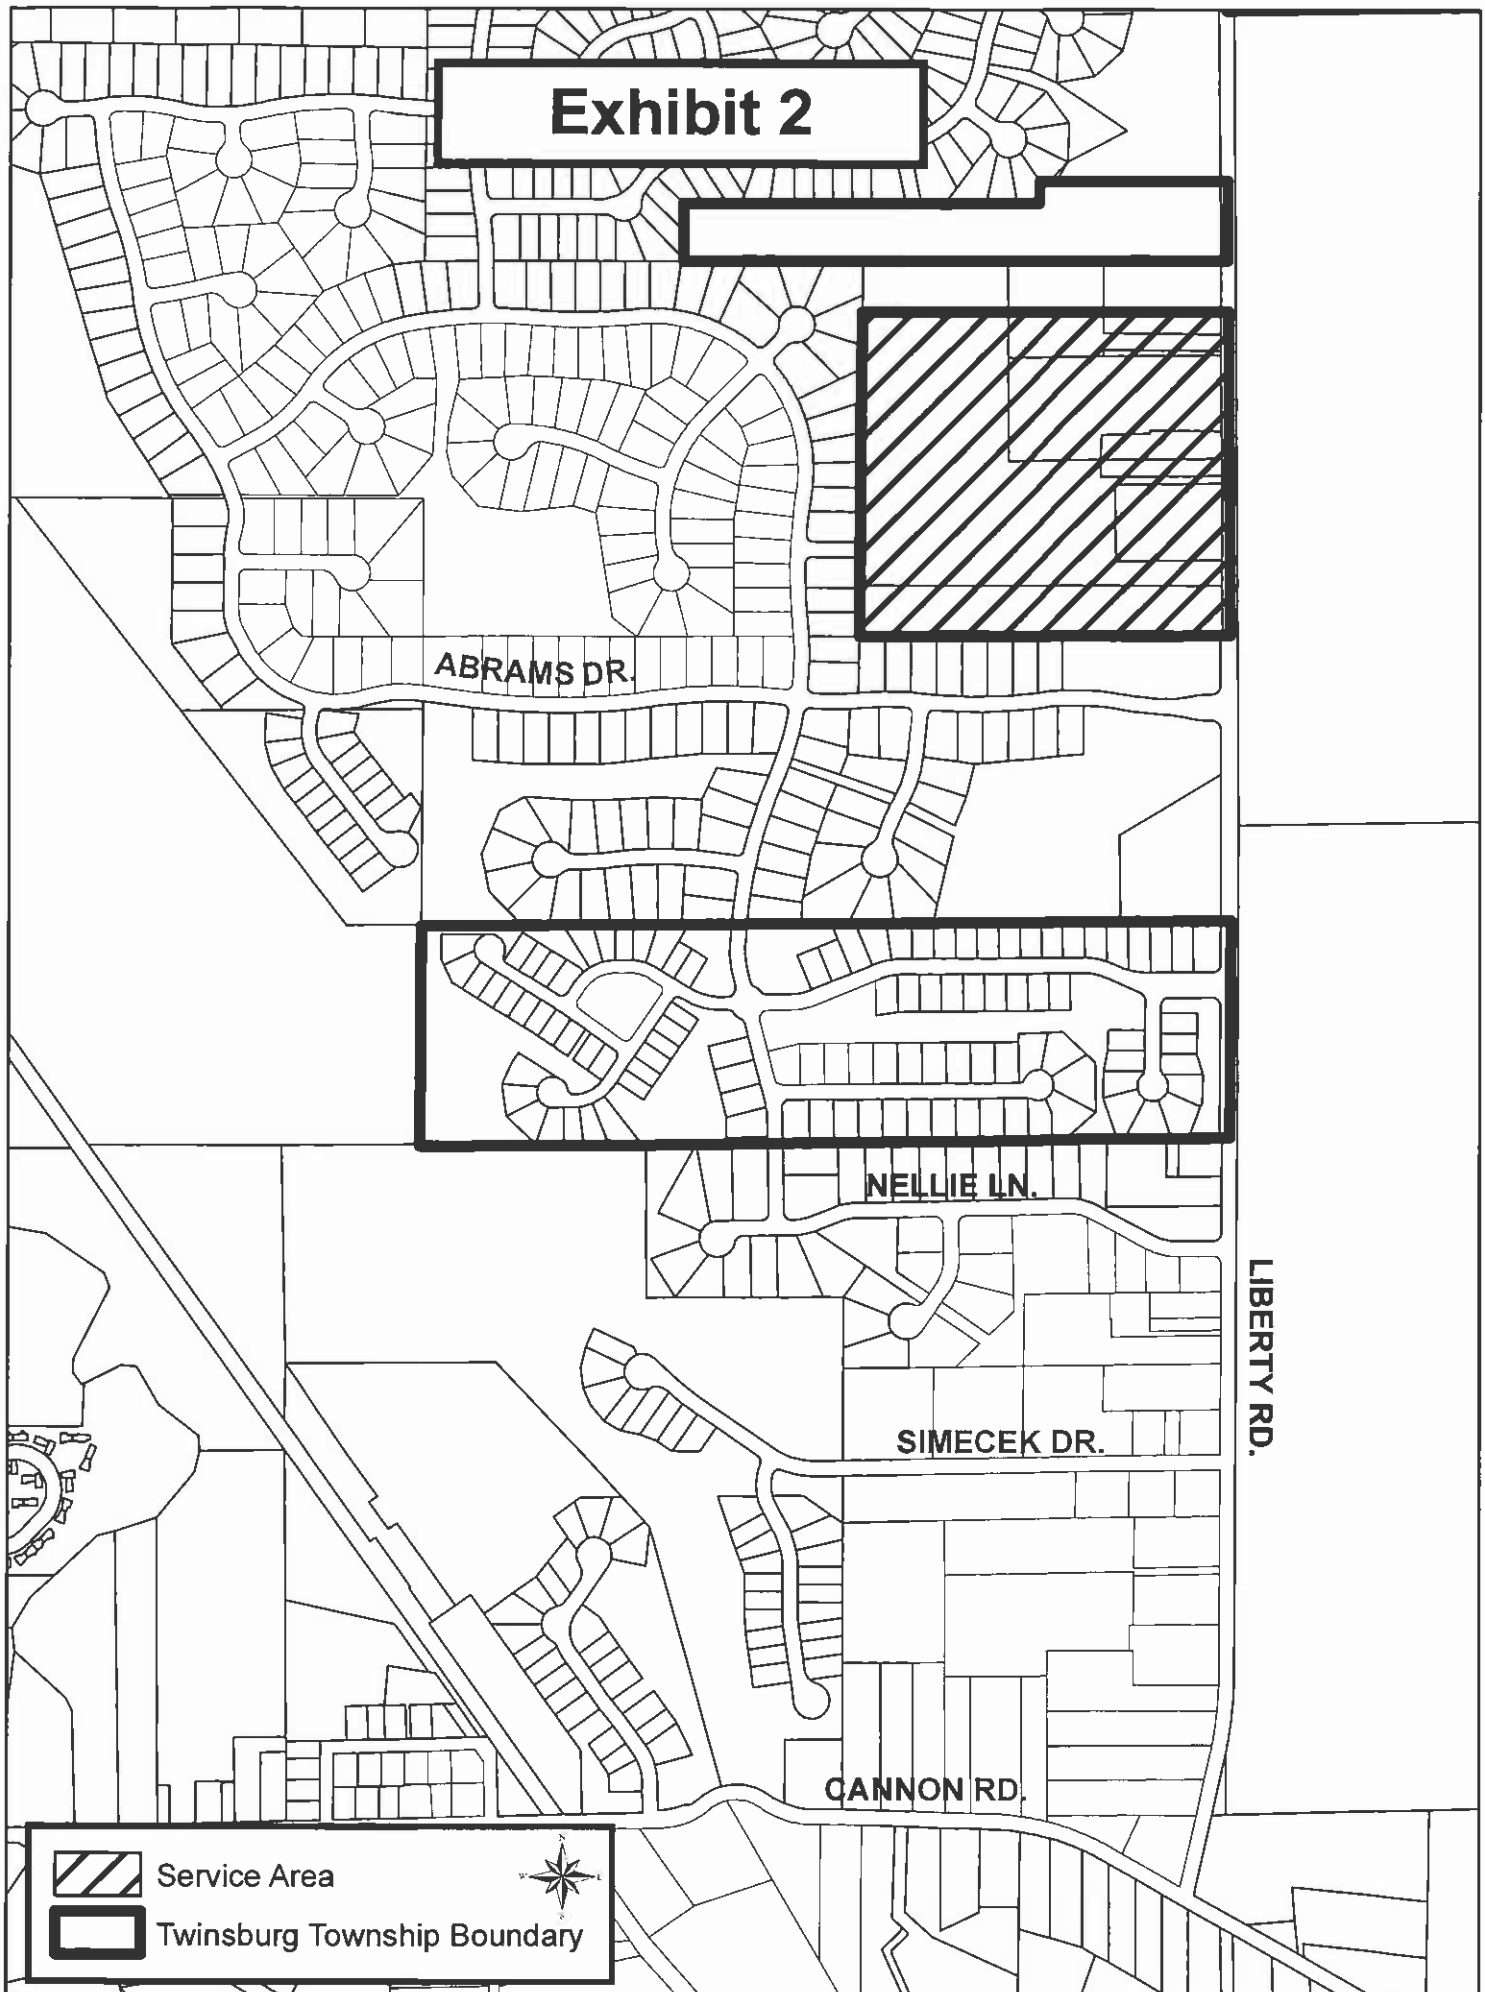 Exhibit 2
ABRAMS DR.
NELLIE LN.
LIBERTY RD.
SIMECEK DR.
CANNON RD.
Service Area
Twinsburg Township Boundary
N
W
E
S